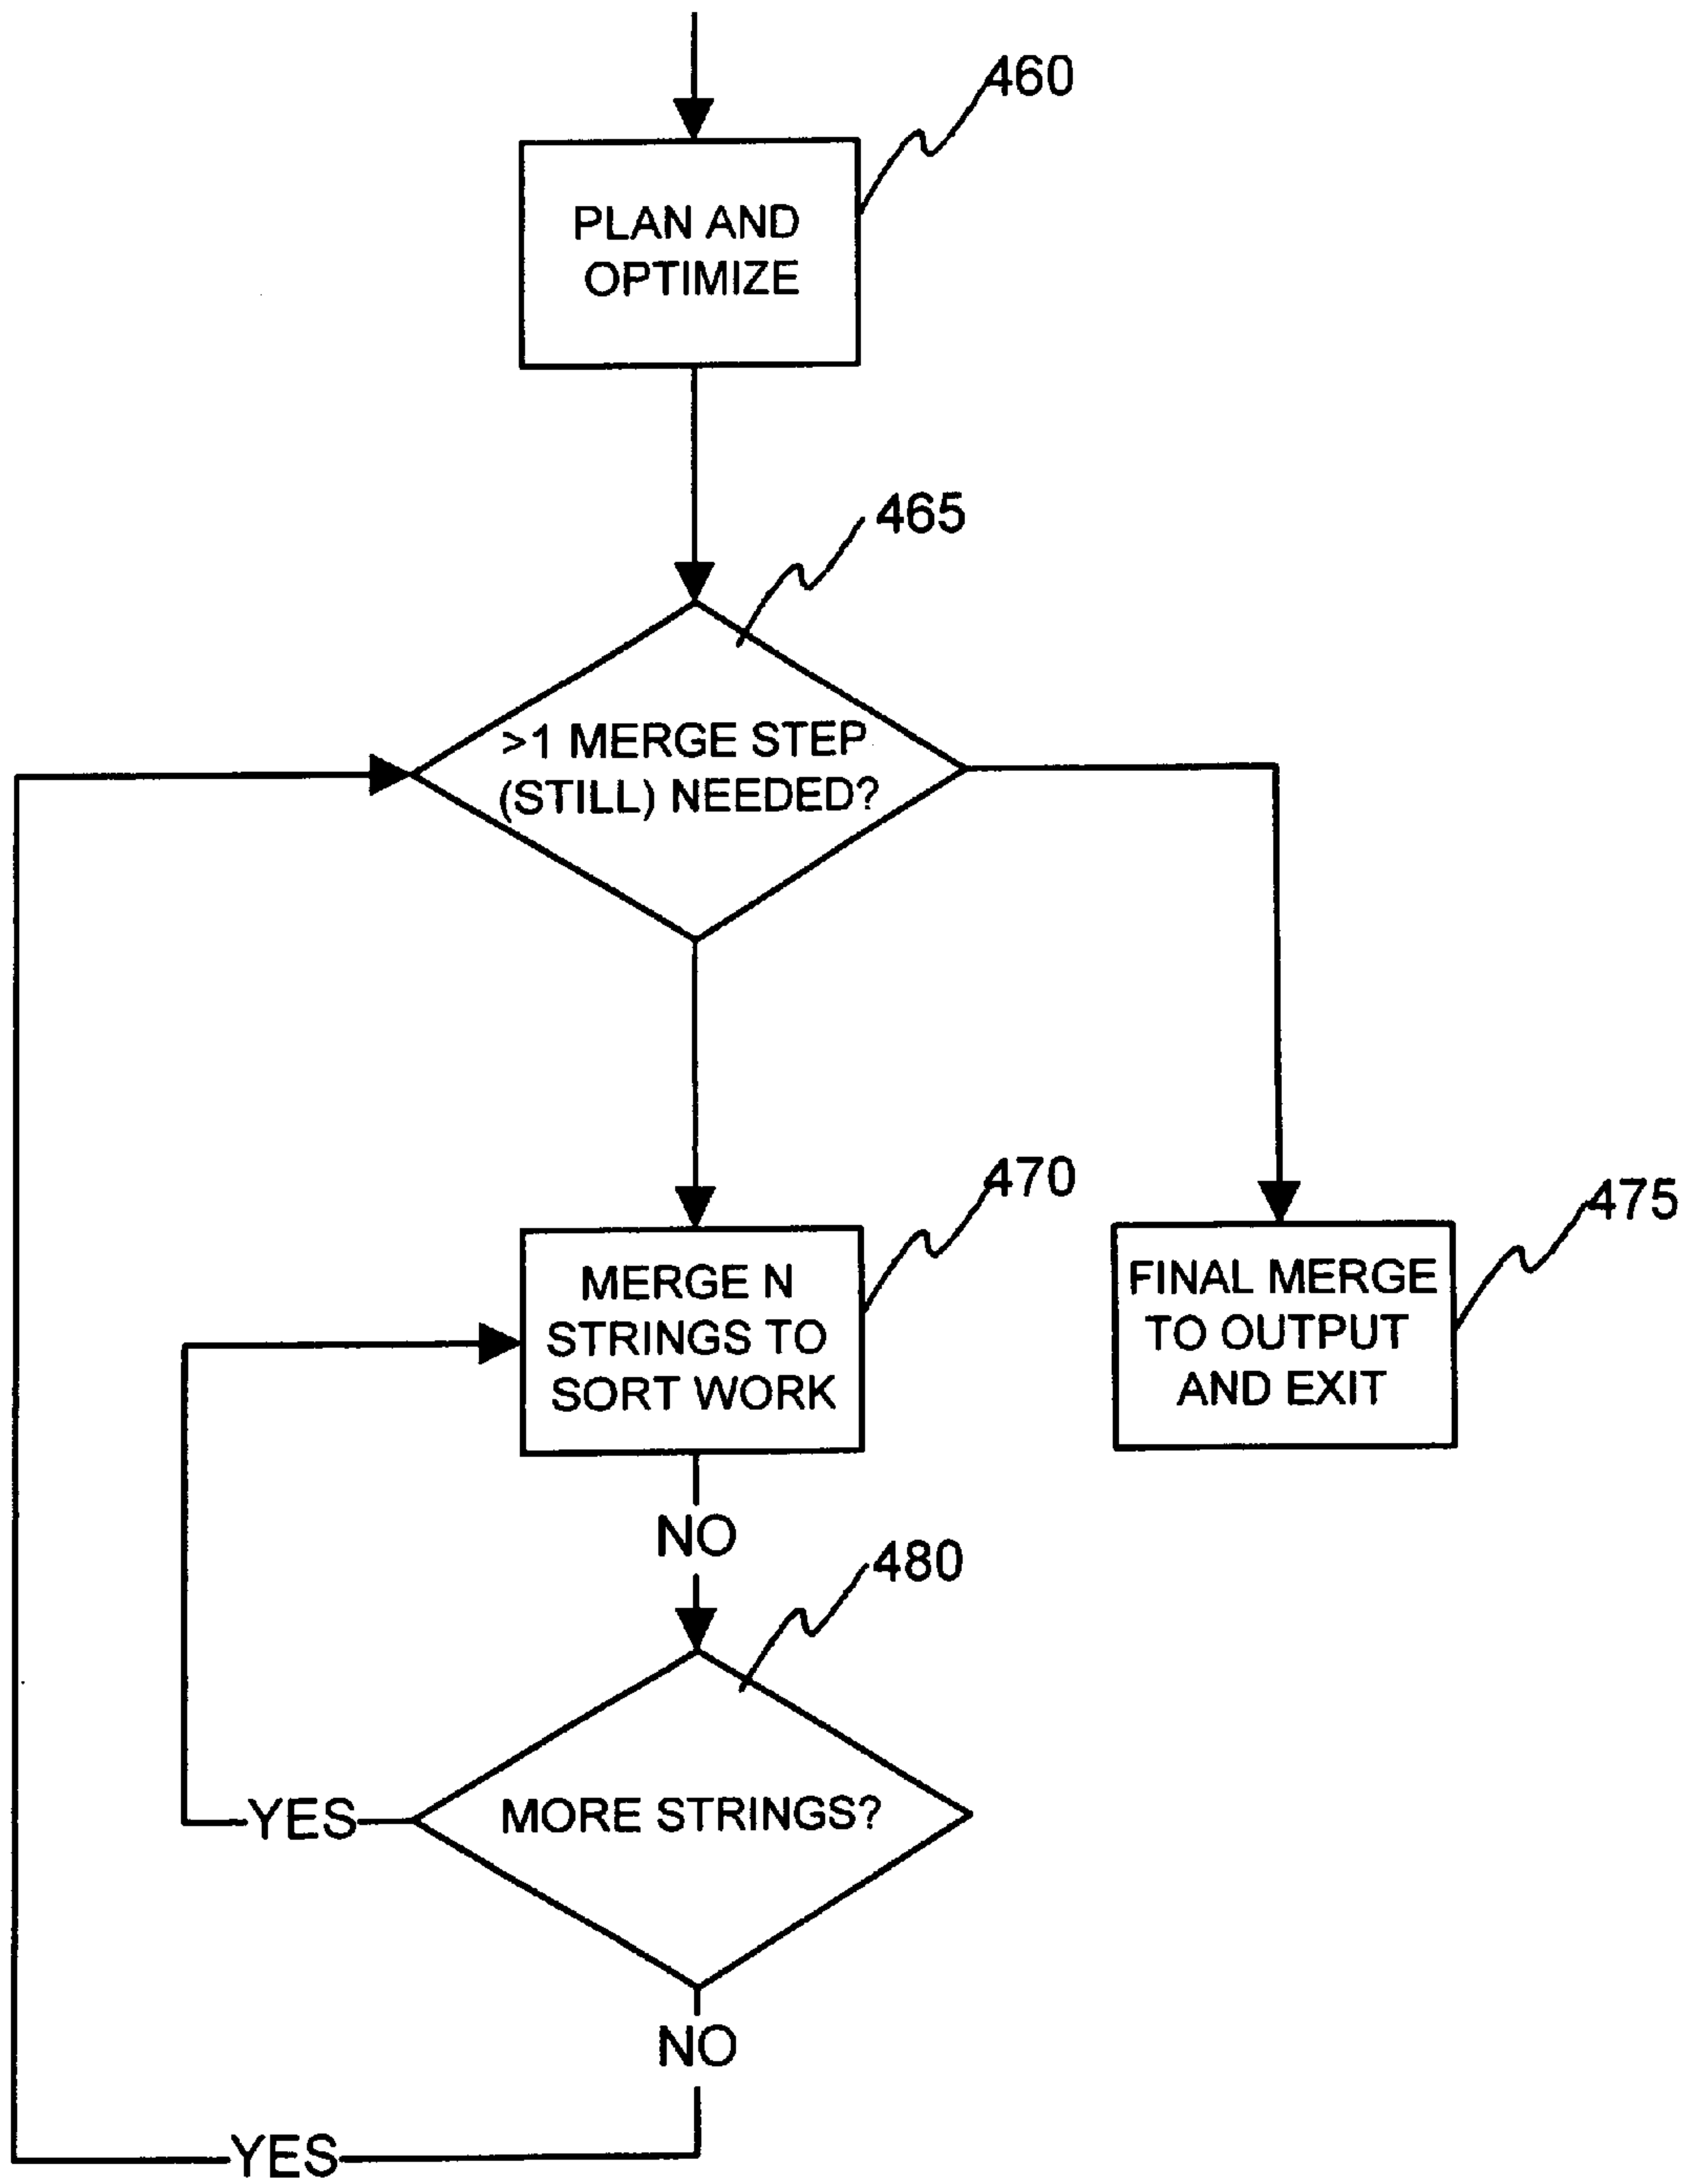 460
PLAN AND
OPTIMIZE
465
>1 MERGE STEP
(STILL) NEEDED?
470
475
MERGE N
STRINGS TO
SORT WORK
FINAL MERGE
TO OUTPUT
AND EXIT
NO
480
MORE STRINGS?
YES
NO
YES